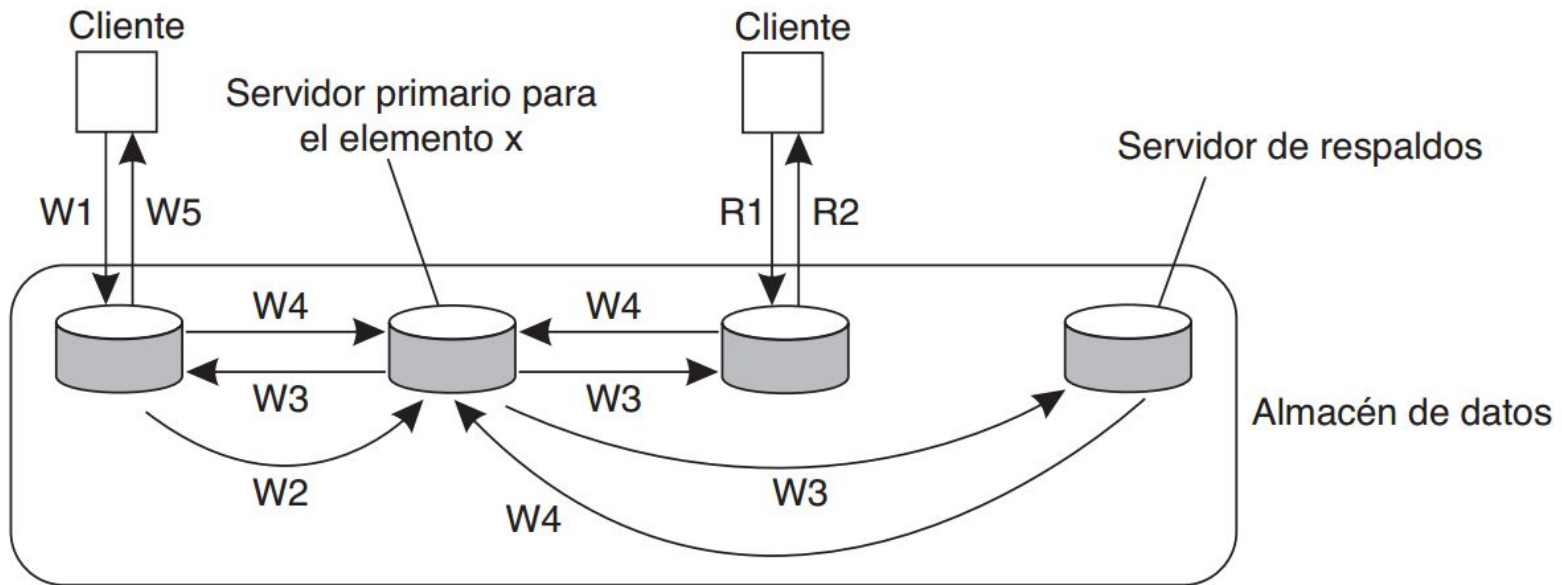 Cliente
Cliente
Servidor primario para
el elemento x
Servidor de respaldos
W1
W5
R1
R2
W4
W4
W3
W3
Almacén de datos
W2
W3
W4